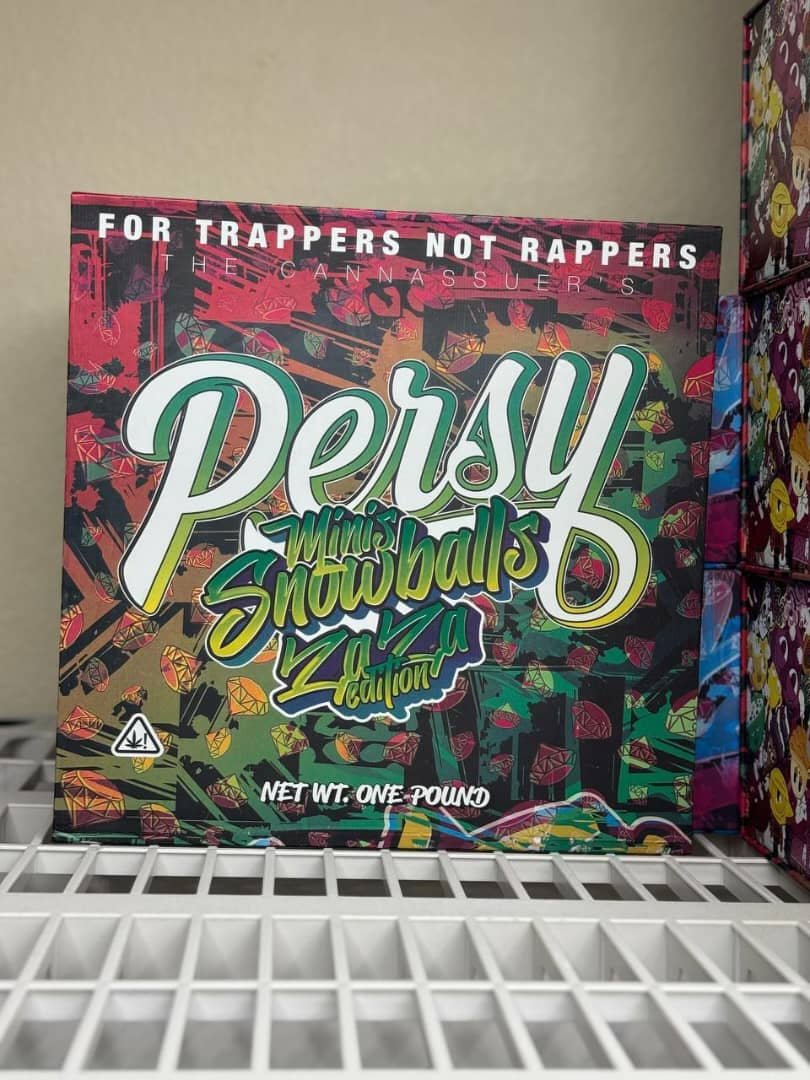 FOR TRAPPERS NOT RAPPERS
THE CANNASSUER'S
Persy
Minis
Snowballs
ZaZa
edition
NET WT. ONE POUND